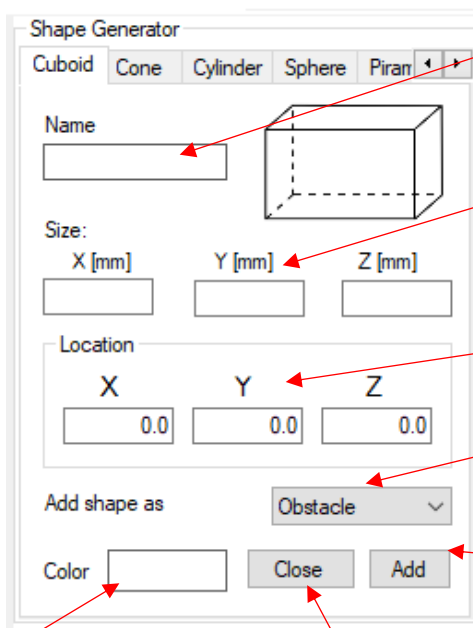 Shape Generator
Cuboid Cone Cylinder Sphere Piram
Name
Size:
X [mm] Y [mm] Z [mm]
Location
X Y Z
0.0 0.0 0.0
Add shape as Obstacle
Color Close Add